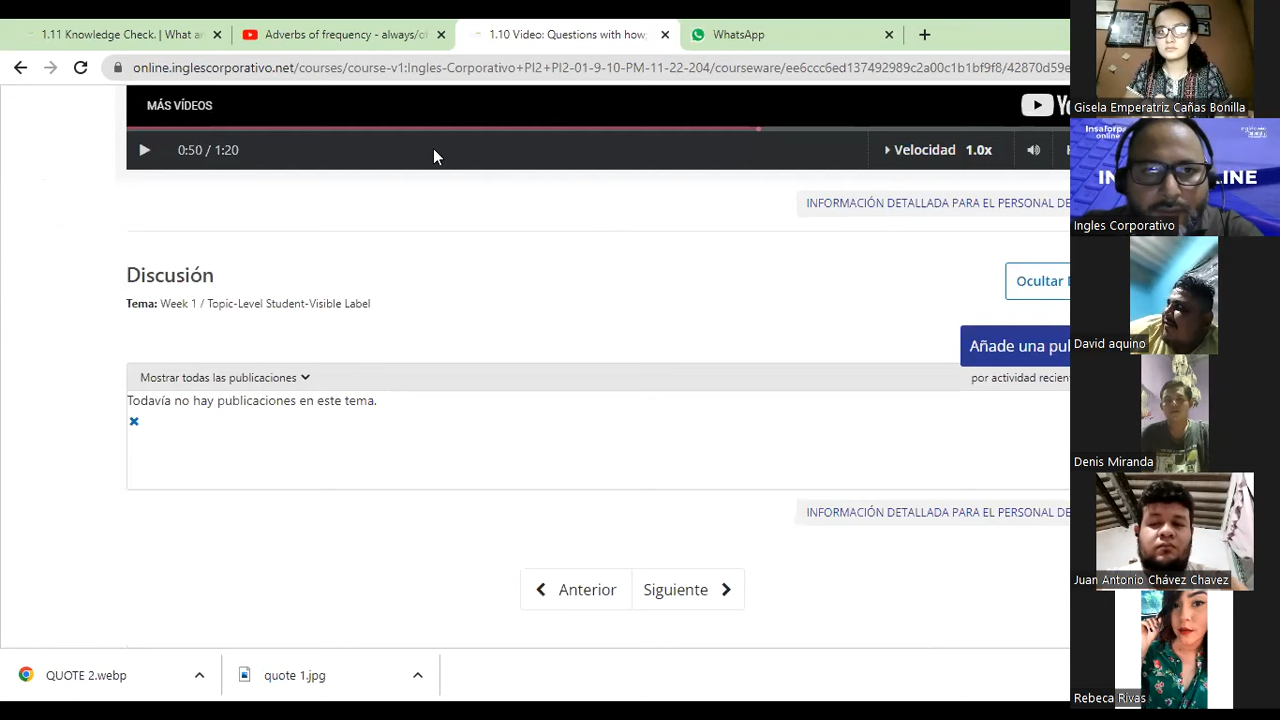 1.11 Knowledge Check. | What ar
Adverbs of frequency - always/of
1.10 Video: Questions with how
WhatsApp
online.inglescorporativo.net/courses/course-v1:Ingles-Corporativo+PI2+PI2-01-9-10-PM-11-22-204/courseware/ee6ccc6ed137492989c2a00c1b1bf9f8/42870d59e
MÁS VÍDEOS
0:50 / 1:20
Velocidad 1.0x
INFORMACIÓN DETALLADA PARA EL PERSONAL DE
Discusión
Ocultar
Tema: Week 1 / Topic-Level Student-Visible Label
Añade una pub
Mostrar todas las publicaciones
por actividad recien
Todavía no hay publicaciones en este tema.
INFORMACIÓN DETALLADA PARA EL PERSONAL DE
Anterior
Siguiente
QUOTE 2.webp
quote 1.jpg
Gisela Emperatriz Cañas Bonilla
Insaforp
online
Ingles Corporativo
David aquino
Denis Miranda
Juan Antonio Chávez Chavez
Rebeca Rivas